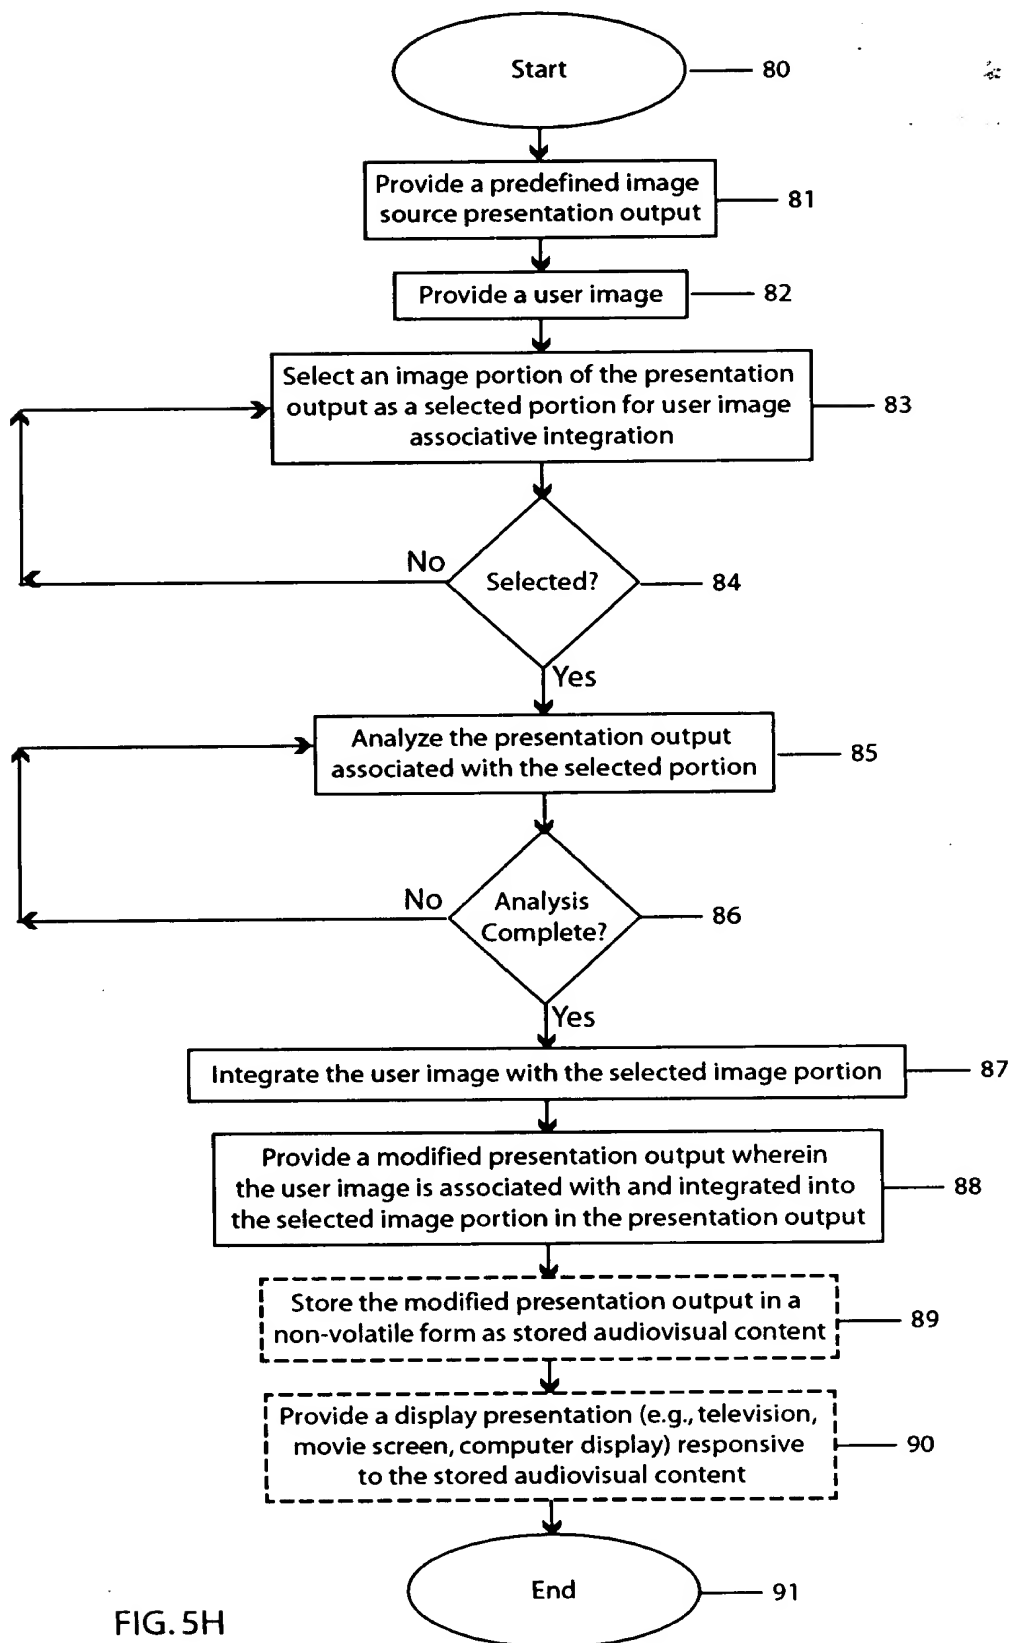 Start
80
Provide a predefined image
source presentation output
81
Provide a user image
82
Select an image portion of the presentation
output as a selected portion for user image
associative integration
83
No
Selected?
84
Yes
Analyze the presentation output
associated with the selected portion
85
No
Analysis
Complete?
86
Yes
Integrate the user image with the selected image portion
87
Provide a modified presentation output wherein
the user image is associated with and integrated into
the selected image portion in the presentation output
88
Store the modified presentation output in a
non-volatile form as stored audiovisual content
89
Provide a display presentation (e.g., television,
movie screen, computer display) responsive
to the stored audiovisual content
90
End
91
FIG. 5H